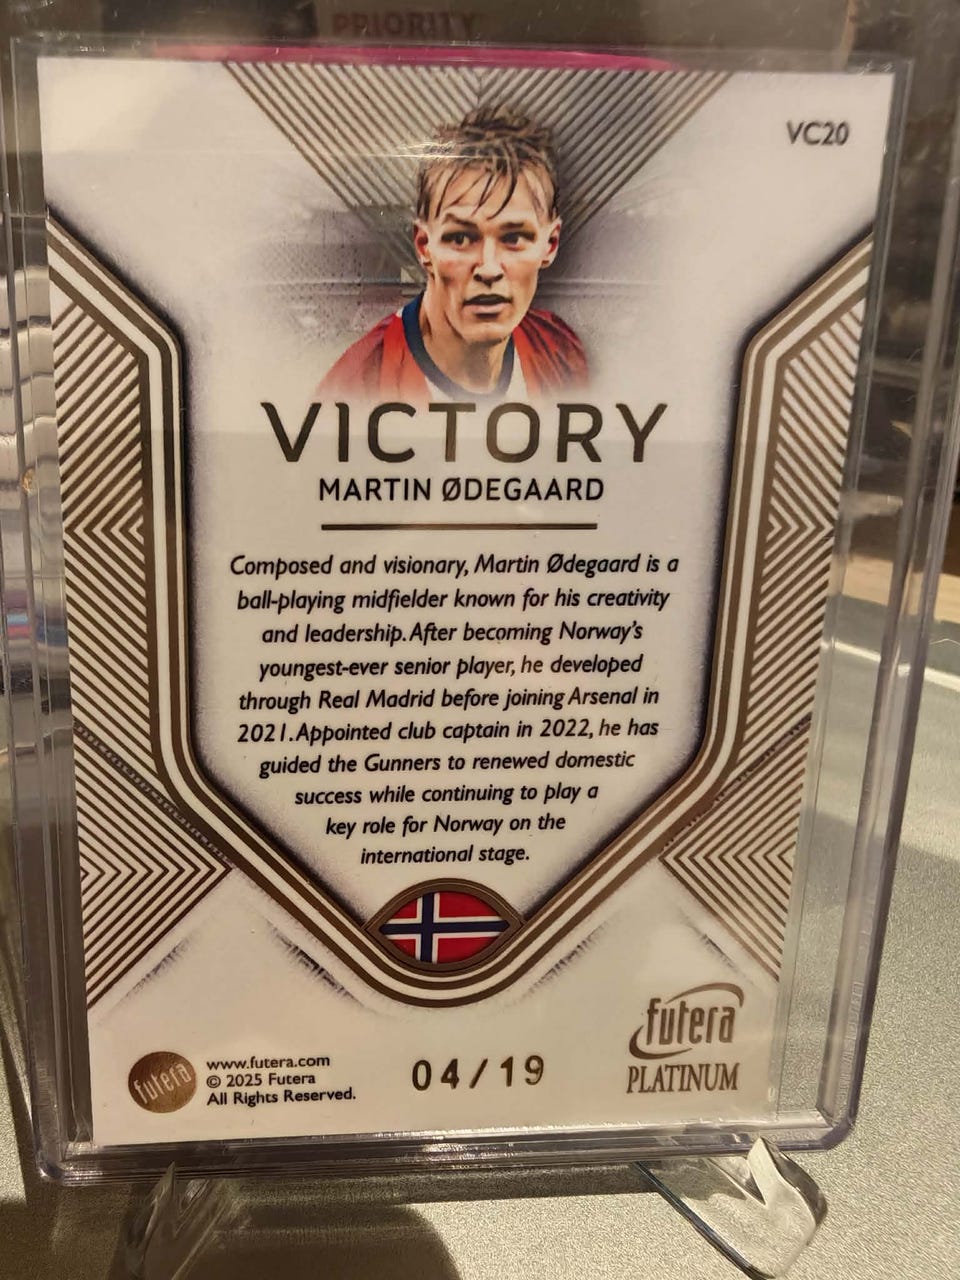 PRIORITY
VC20
VICTORY
MARTIN ØDEGAARD
Composed and visionary, Martin Ødegaard is a
ball-playing midfielder known for his creativity
and leadership. After becoming Norway's
youngest-ever senior player, he developed
through Real Madrid before joining Arsenal in
2021. Appointed club captain in 2022, he has
guided the Gunners to renewed domestic
success while continuing to play a
key role for Norway on the
international stage.
futera
PLATINUM
futera
www.futera.com
© 2025 Futera
All Rights Reserved.
04/19